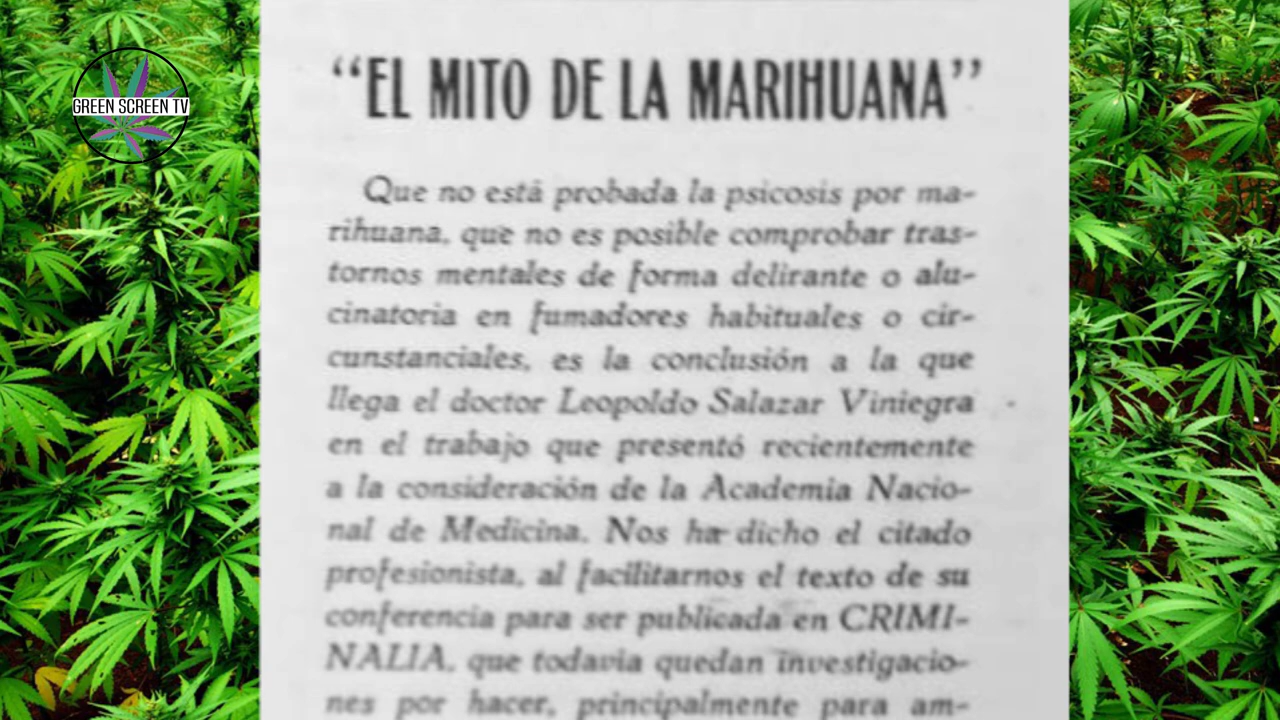 GREEN SCREEN TV
“EL MITO DE LA MARIHUANA”
Que no está probada la psicosis por ma-
rihuana, que no es posible comprobar tras-
tornos mentales de forma delirante o alu-
cinatoria en fumadores habituales o cir-
cunstanciales, es la conclusión a la que
llega el doctor Leopoldo Salazar Viniegra
en el trabajo que presentó recientemente
a la consideración de la Academia Nacio-
nal de Medicina. Nos ha dicho el citado
profesionista, al facilitarnos el texto de su
conferencia para ser publicada en CRIMI-
NALIA, que todavía quedan investigacio-
nes por hacer, principalmente para am-